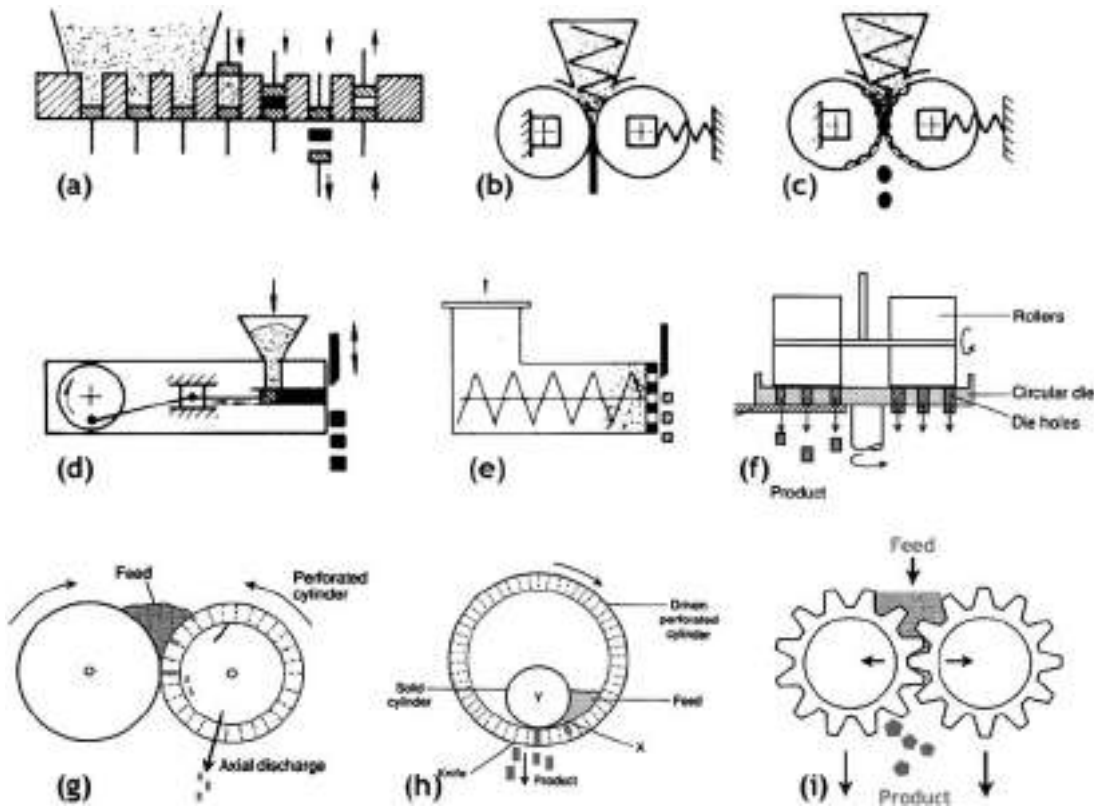 (a)
(b)
(c)
(d)
(e)
Rollers
Circular die
Die holes
(f)
Product
Feed
Perforated
cylinder
Axial discharge
(g)
Driven
perforated
cylinder
Solid
cylinder
Y
Feed
X
Knife
Product
(h)
Feed
(i)
Product